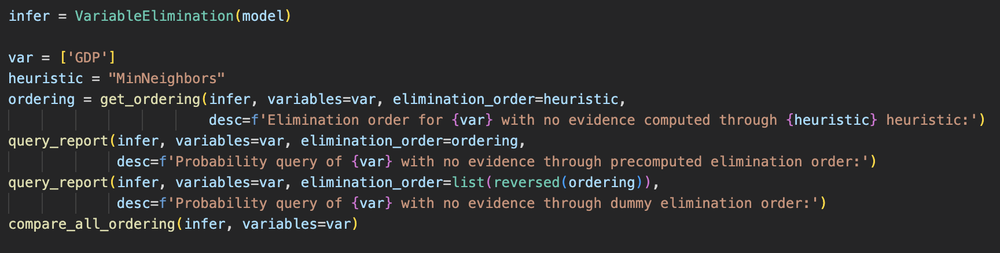 infer = VariableElimination(model)

var = ['GDP']
heuristic = "MinNeighbors"
ordering = get_ordering(infer, variables=var, elimination_order=heuristic,
                        desc=f'Elimination order for {var} with no evidence computed through {heuristic} heuristic:')
query_report(infer, variables=var, elimination_order=ordering,
             desc=f'Probability query of {var} with no evidence through precomputed elimination order:')
query_report(infer, variables=var, elimination_order=list(reversed(ordering)),
             desc=f'Probability query of {var} with no evidence through dummy elimination order:')
compare_all_ordering(infer, variables=var)